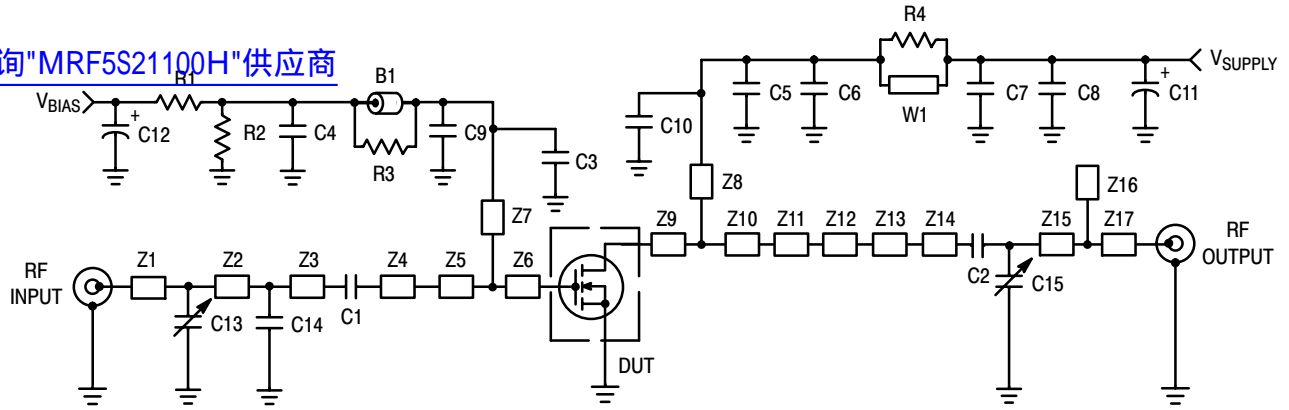 询"MRF5S21100H"供应商
R4
VSUPPLY
R1
B1
VBIAS
C5
C6
W1
C7
C8
C11
+
+
C12
R2
C4
R3
C9
C3
C10
Z7
Z8
Z16
RF
INPUT
Z1
Z2
Z3
Z4
Z5
Z6
Z9
Z10
Z11
Z12
Z13
Z14
Z15
Z17
RF
OUTPUT
C13
C14
C1
C2
C15
DUT